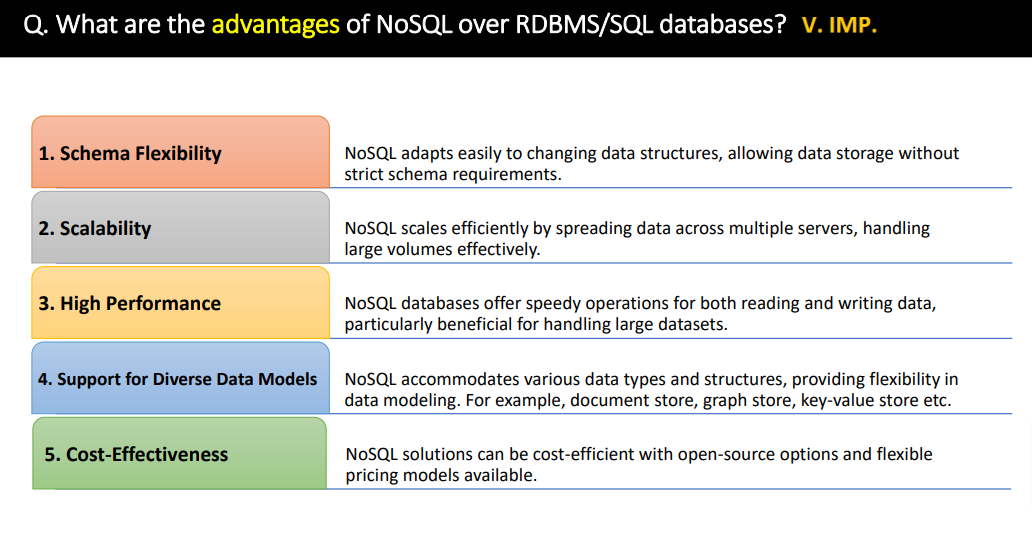 Q. What are the advantages of NoSQL over RDBMS/SQL databases? V. IMP.
1. Schema Flexibility
NoSQL adapts easily to changing data structures, allowing data storage without
strict schema requirements.
2. Scalability
NoSQL scales efficiently by spreading data across multiple servers, handling
large volumes effectively.
3. High Performance
NoSQL databases offer speedy operations for both reading and writing data,
particularly beneficial for handling large datasets.
4. Support for Diverse Data Models
NoSQL accommodates various data types and structures, providing flexibility in
data modeling. For example, document store, graph store, key-value store etc.
5. Cost-Effectiveness
NoSQL solutions can be cost-efficient with open-source options and flexible
pricing models available.